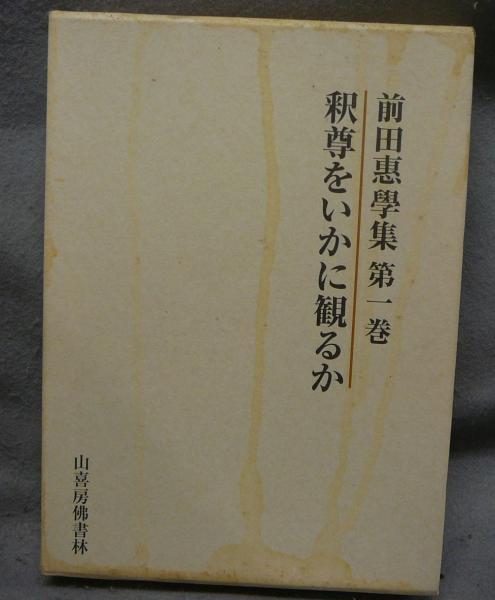 前田惠學集 第一巻
釈尊をいかに観るか
山喜房佛書林